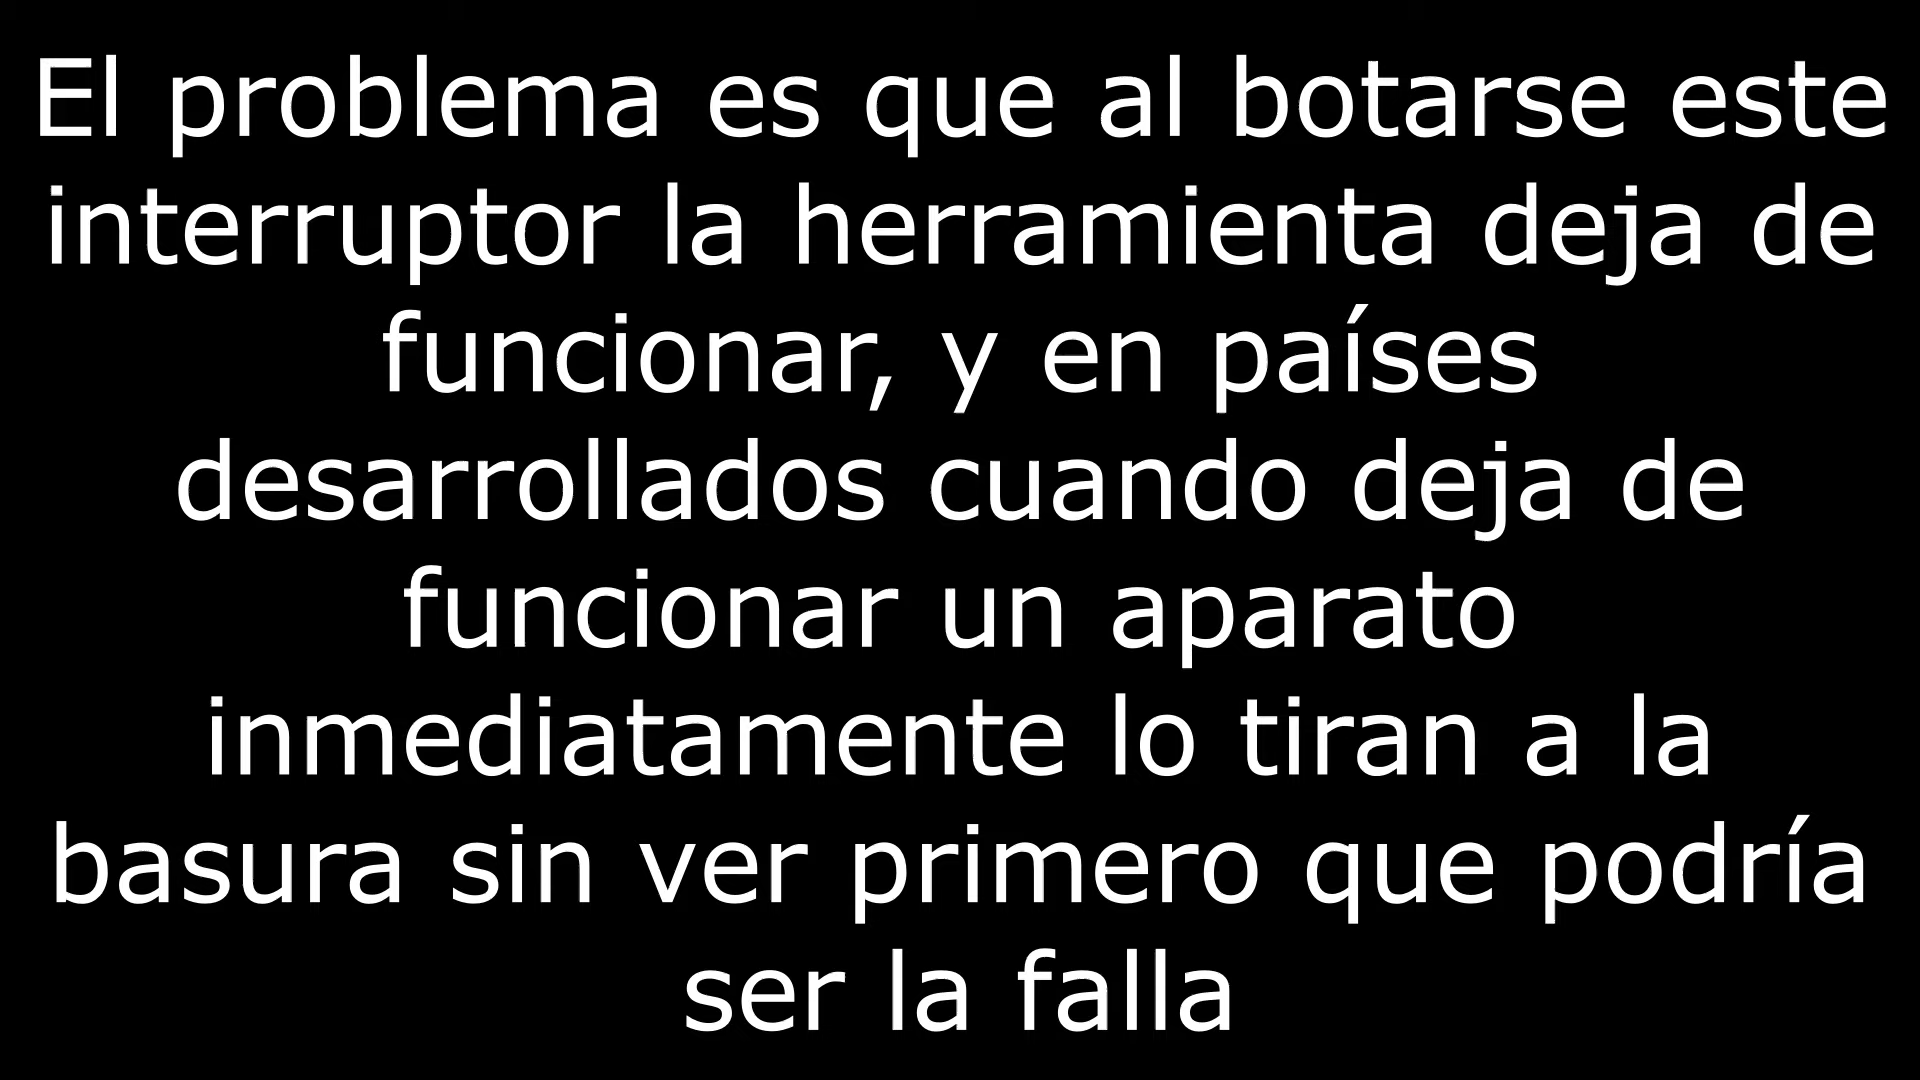 El problema es que al botarse este
interruptor la herramienta deja de
funcionar, y en países
desarrollados cuando deja de
funcionar un aparato
inmediatamente lo tiran a la
basura sin ver primero que podría
ser la falla